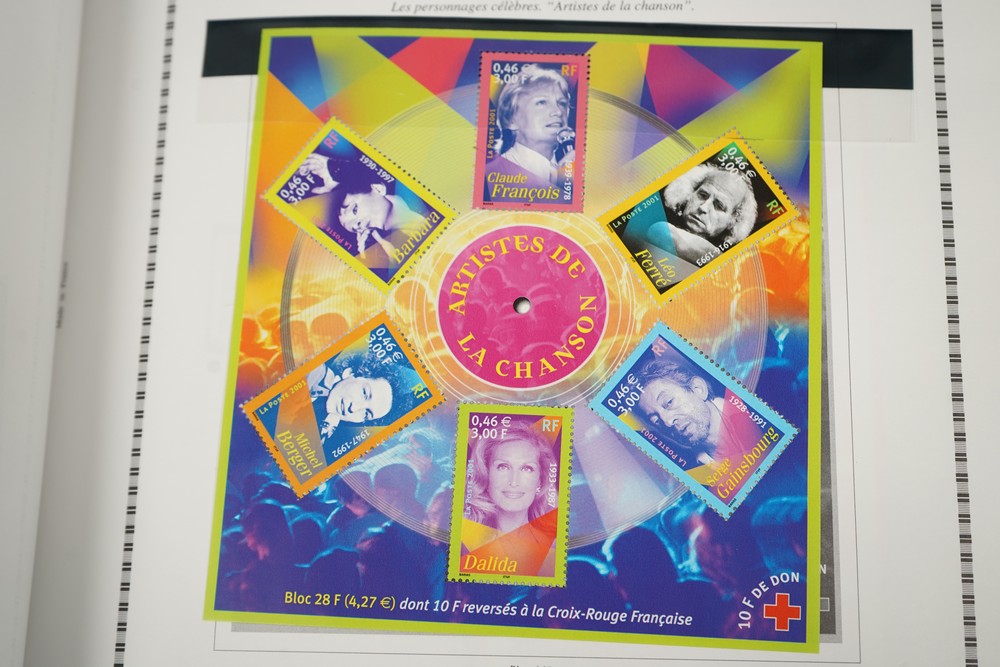 Les personnages célèbres. "Artistes de la chanson".
0,46 €
3,00 F
RF
LA POSTE 2001
Claude
François
1939-1978
1930-1997
RF
0,46 €
3,00 F
LA POSTE
Barbara
0,46 €
3,00
RF
LA POSTE 2001
Léo
Ferré
1916-1993
ARTISTES DE
LA CHANSON
0,46 €
3,00 F
RF
LA POSTE 2001
Michel
Berger
1947-1992
RF
0,46 €
3,00 F
1928-1991
LA POSTE 2001
Serge
Gainsbourg
0,46 €
3,00 F
RF
LA POSTE 2001
1933-1987
Dalida
Bloc 28 F (4,27 €) dont 10 F reversés à la Croix-Rouge Française
10 F DE DON